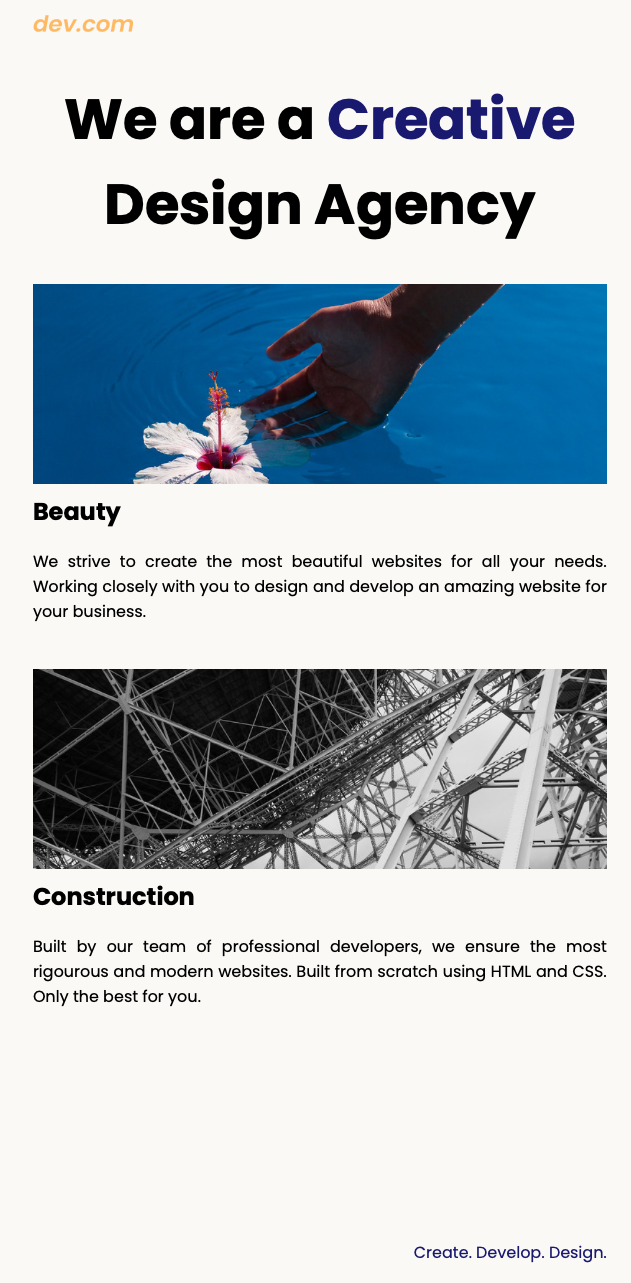 dev.com
We are a Creative
Design Agency
Beauty
We strive to create the most beautiful websites for all your needs.
Working closely with you to design and develop an amazing website for
your business.
Construction
Built by our team of professional developers, we ensure the most
rigourous and modern websites. Built from scratch using HTML and CSS.
Only the best for you.
Create. Develop. Design.